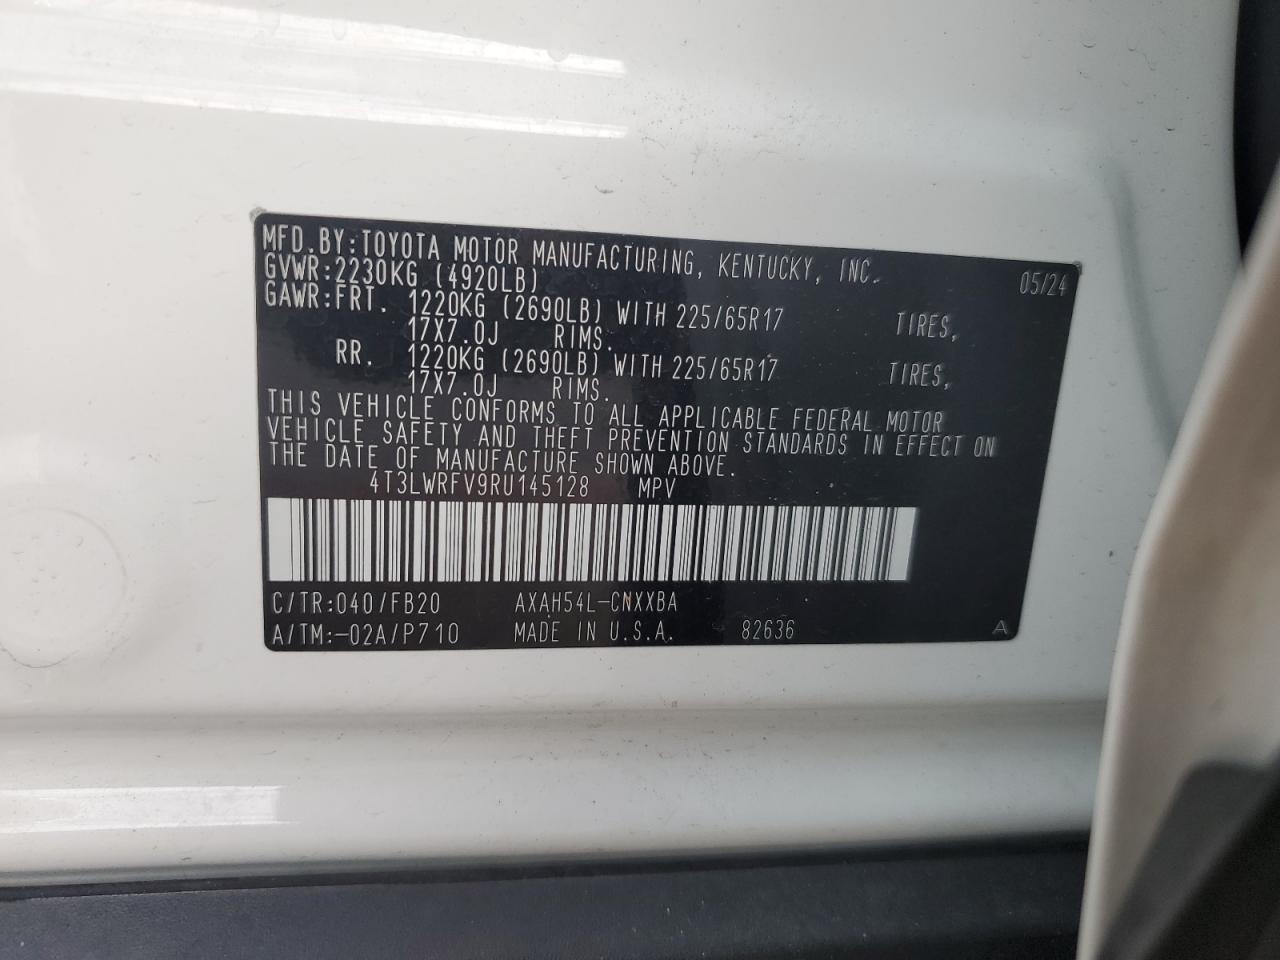 MFD.BY:TOYOTA MOTOR MANUFACTURING, KENTUCKY, INC. 05/24
GVWR:2230KG (4920LB)
GAWR:FRT. 1220KG (2690LB) WITH 225/65R17 TIRES,
17X7.0J RIMS.
RR. 1220KG (2690LB) WITH 225/65R17 TIRES,
17X7.0J RIMS.
THIS VEHICLE CONFORMS TO ALL APPLICABLE FEDERAL MOTOR
VEHICLE SAFETY AND THEFT PREVENTION STANDARDS IN EFFECT ON
THE DATE OF MANUFACTURE SHOWN ABOVE.
4T3LWRFV9RU145128 MPV
C/TR:040/FB20 AXAH54L-CNXXBA
A/TM:-02A/P710 MADE IN U.S.A. 82636 A